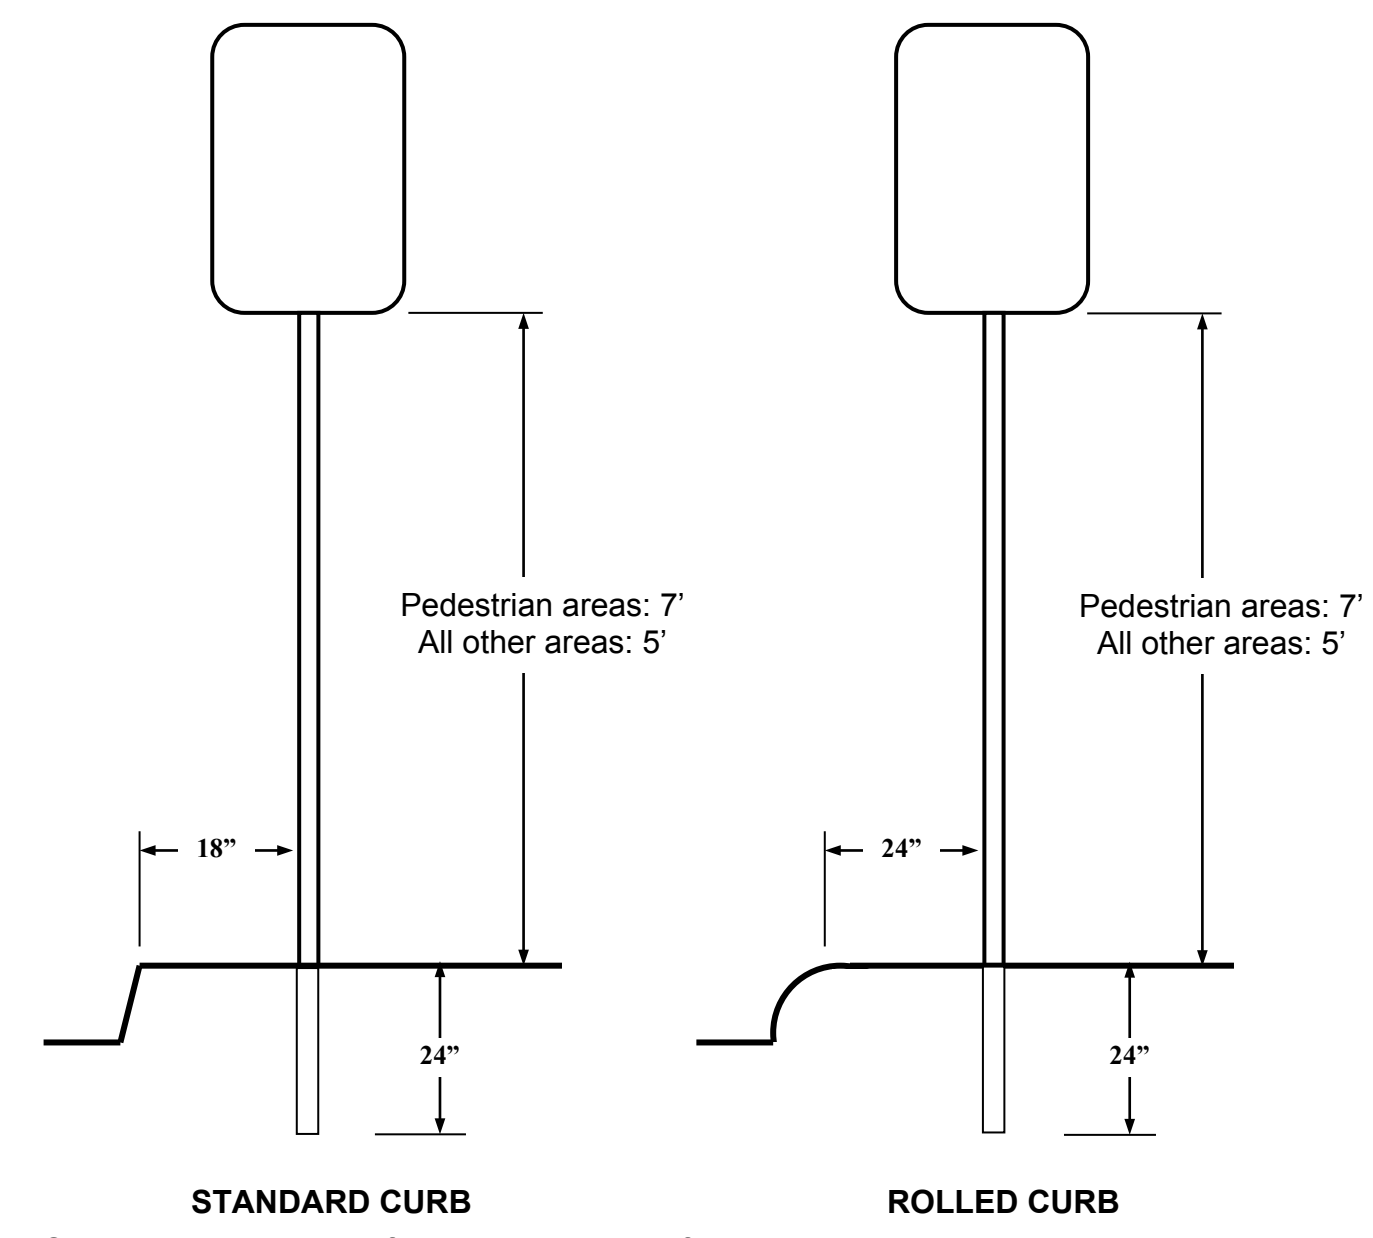 Pedestrian areas: 7’
All other areas: 5’
18”
24”
STANDARD CURB
Pedestrian areas: 7’
All other areas: 5’
24”
24”
ROLLED CURB